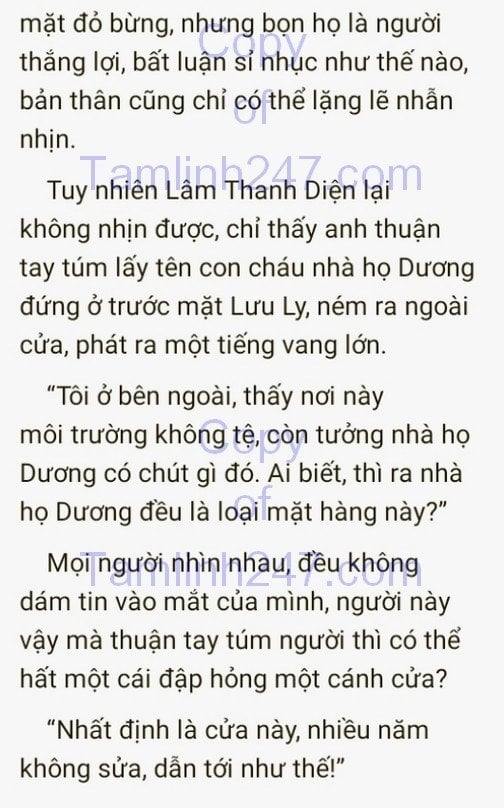 mặt đỏ bừng, nhưng bọn họ là người
thắng lợi, bất luận sỉ nhục như thế nào,
bản thân cũng chỉ có thể lặng lẽ nhẫn
nhịn.
Tuy nhiên Lâm Thanh Diện lại
không nhịn được, chỉ thấy anh thuận
tay túm lấy tên con cháu nhà họ Dương
đứng ở trước mặt Lưu Ly, ném ra ngoài
cửa, phát ra một tiếng vang lớn.
“Tôi ở bên ngoài, thấy nơi này
môi trường không tệ, còn tưởng nhà họ
Dương có chút gì đó. Ai biết, thì ra nhà
họ Dương đều là loại mặt hàng này?”
Mọi người nhìn nhau, đều không
dám tin vào mắt của mình, người này
vậy mà thuận tay túm người thì có thể
hất một cái đập hỏng một cánh cửa?
“Nhất định là cửa này, nhiều năm
không sửa, dẫn tới như thế!”
Copy
of
Tamlinh247.com
Copy
of
Tamlinh247.com